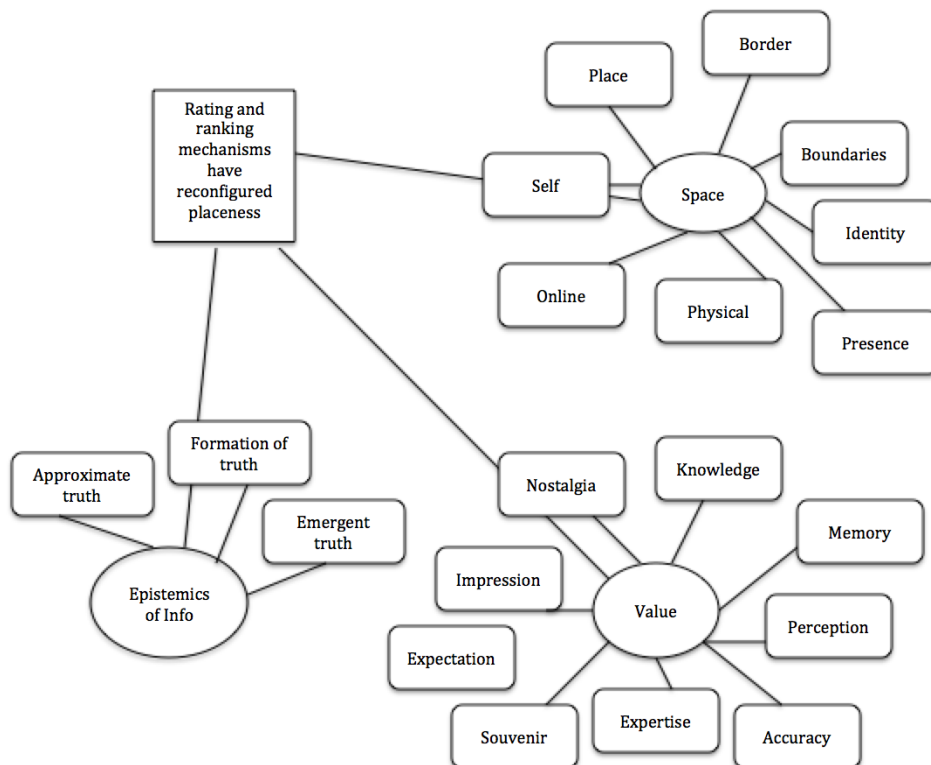 Rating and
ranking
mechanisms
have
reconfigured
placeness
Place
Border
Boundaries
Self
Space
Identity
Online
Physical
Presence
Approximate
truth
Formation of
truth
Emergent
truth
Epistemics
of Info
Nostalgia
Knowledge
Memory
Impression
Value
Perception
Expectation
Souvenir
Expertise
Accuracy